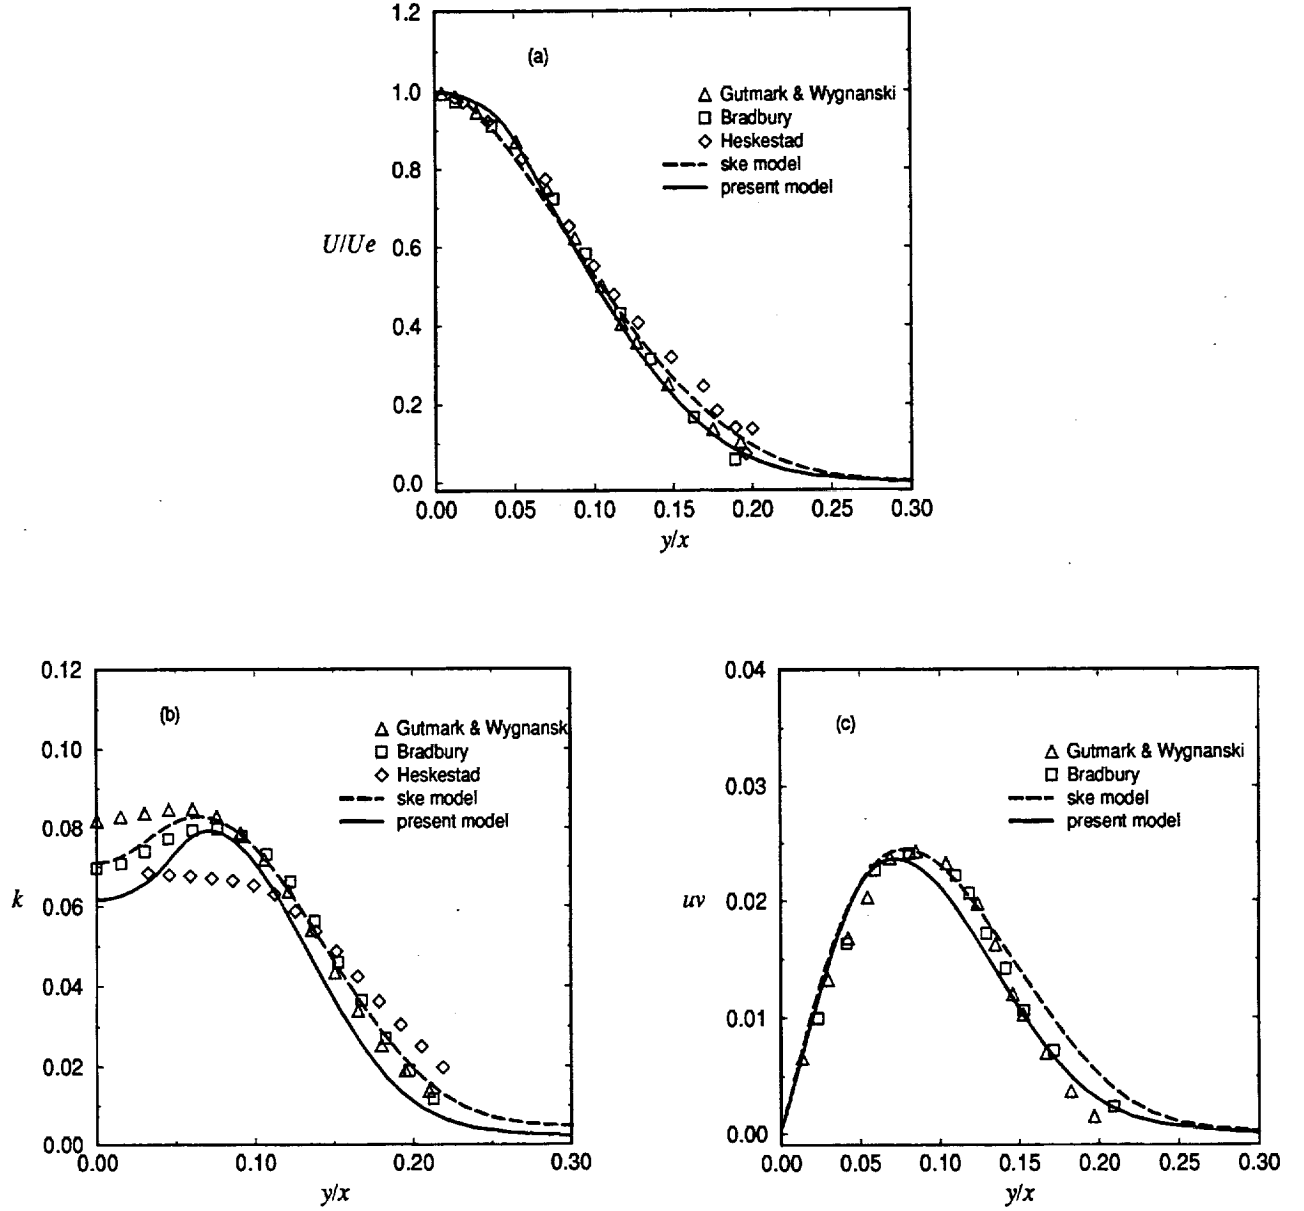 1.2
(a)
1.0
0.8
0.6
0.4
0.2
0.0
U/Ue
Gutmark & Wygnanski
Bradbury
Heskestad
ske model
present model
0.00 0.05 0.10 0.15 0.20 0.25 0.30
y/x
0.12
0.10
0.08
0.06
0.04
0.02
0.00
k
(b)
Gutmark & Wygnansk
Bradbury
Heskestad
ske model
present model
0.00 0.10 0.20 0.30
y/x
0.04
0.03
0.02
0.01
0.00
uv
(c)
Gutmark & Wygnanski
Bradbury
ske model
present model
0.00 0.05 0.10 0.15 0.20 0.25 0.30
y/x